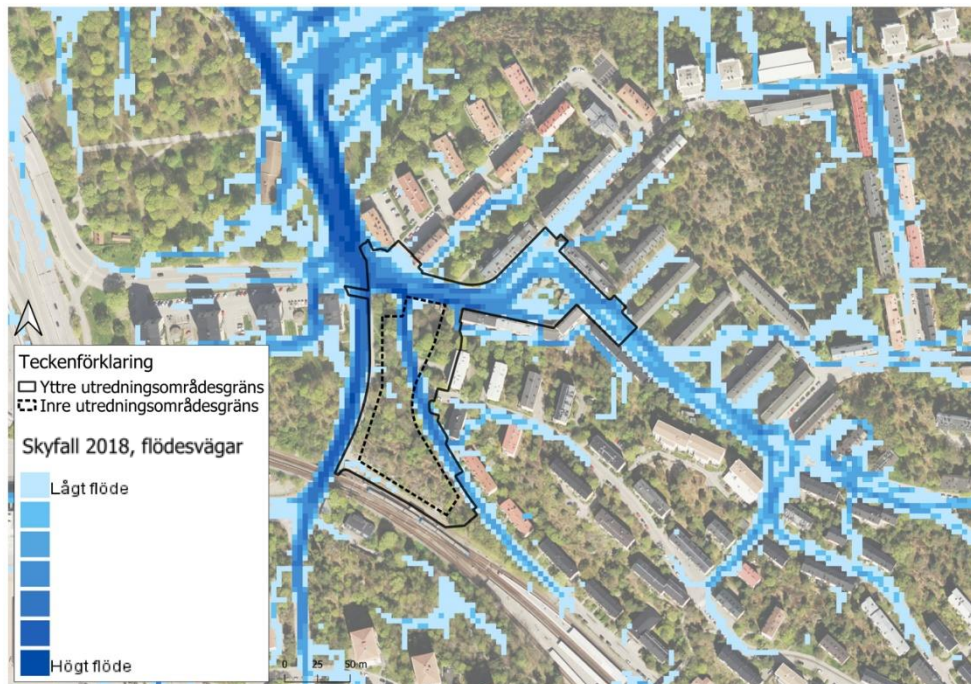 Teckenförklaring
Yttre utredningsområdesgräns
Inre utredningsområdesgräns
Skyfall 2018, flödesvägar
Lågt flöde
Högt flöde
0 25 50 m